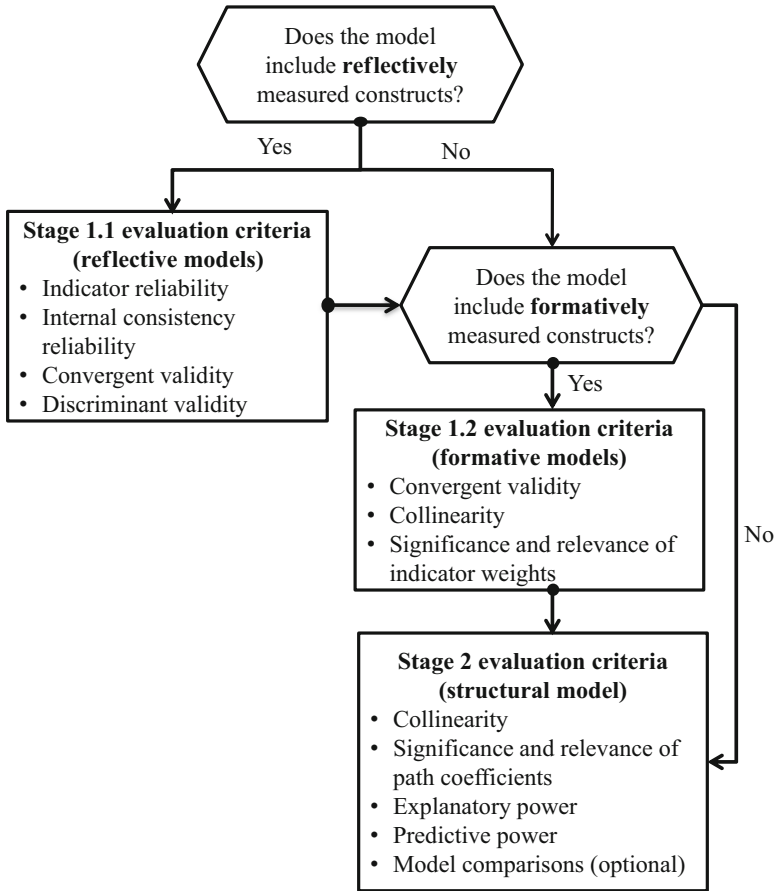 Does the model
include reflectively
measured constructs?
Yes
No
Stage 1.1 evaluation criteria
(reflective models)
• Indicator reliability
• Internal consistency
reliability
• Convergent validity
• Discriminant validity
Does the model
include formatively
measured constructs?
Yes
Stage 1.2 evaluation criteria
(formative models)
• Convergent validity
• Collinearity
• Significance and relevance of
indicator weights
No
Stage 2 evaluation criteria
(structural model)
• Collinearity
• Significance and relevance of
path coefficients
• Explanatory power
• Predictive power
• Model comparisons (optional)